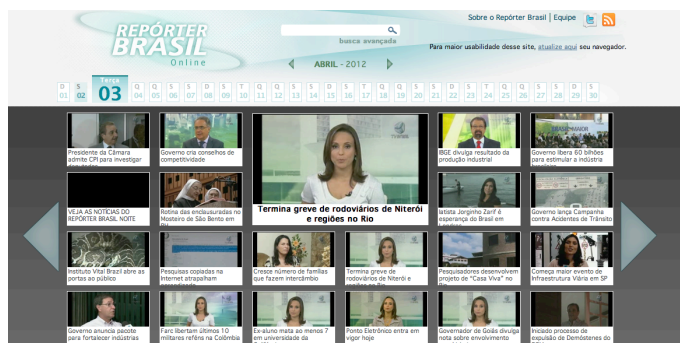 REPÓRTER
BRASIL
Online
busca avançada
Sobre o Repórter Brasil | Equipe
Para maior usabilidade desse site, atualize aqui seu navegador.
ABRIL - 2012
D S Terça Q Q S S D S T Q Q S S D S T Q Q S S D S T Q Q S S D S
01 02 03 04 05 06 07 08 09 10 11 12 13 14 15 16 17 18 19 20 21 22 23 24 25 26 27 28 29 30
Presidente da Câmara
admite CPI para investigar
deputados
Governo cria conselhos de
competitividade
Termina greve de rodoviários de Niterói
e regiões no Rio
IBGE divulga resultado da
produção industrial
Governo libera 60 bilhões
para estimular a indústria
brasileira
VEJA AS NOTÍCIAS DO
REPÓRTER BRASIL NOITE
Rotina das enclausuradas no
Mosteiro de São Bento em
Iatista Jorginho Zarif é
esperança do Brasil em
Londres
Governo lança Campanha
contra Acidentes de Trânsito
Instituto Vital Brazil abre as
portas ao público
Pesquisas copiadas na
Internet atrapalham
Cresce número de famílias
que fazem intercâmbio
Termina greve de
rodoviários de Niterói e
regiões no Rio
Pesquisadores desenvolvem
projeto de "Casa Viva" no
Rio
Começa maior evento de
Infraestrutura Viária em SP
Governo anuncia pacote
para fortalecer indústrias
Farc libertam últimos 10
militares reféns na Colômbia
Ex-aluno mata ao menos 7
em universidade da
Ponto Eletrônico entra em
vigor hoje
Governador de Goiás divulga
nota sobre envolvimento
Iniciado processo de
expulsão de Demóstenes do